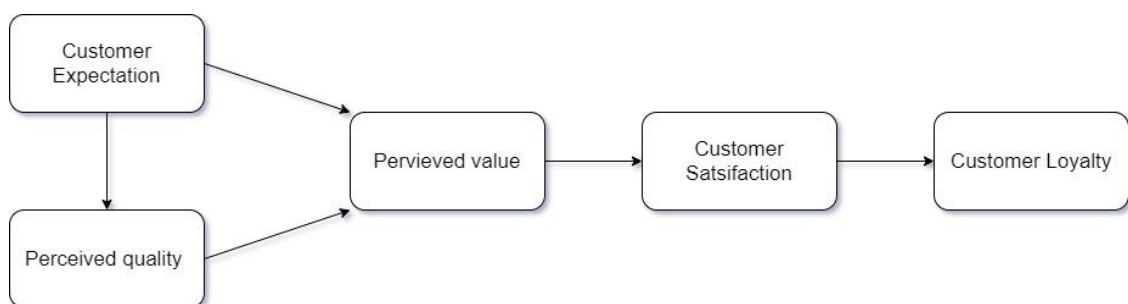 Customer
Expectation
Pervieved value
Customer
Satsifaction
Customer Loyalty
Perceived quality